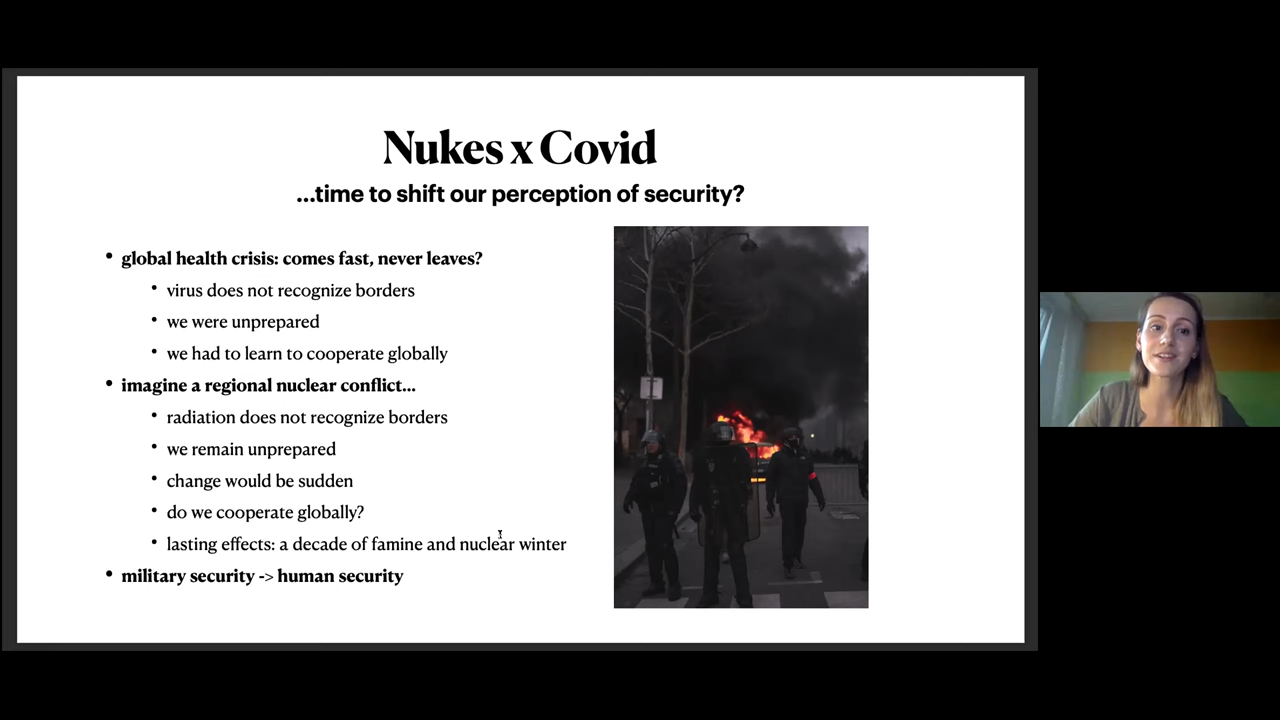 Nukes x Covid
...time to shift our perception of security?
• global health crisis: comes fast, never leaves?
• virus does not recognize borders
• we were unprepared
• we had to learn to cooperate globally
• imagine a regional nuclear conflict...
• radiation does not recognize borders
• we remain unprepared
• change would be sudden
• do we cooperate globally?
• lasting effects: a decade of famine and nuclear winter
• military security -> human security